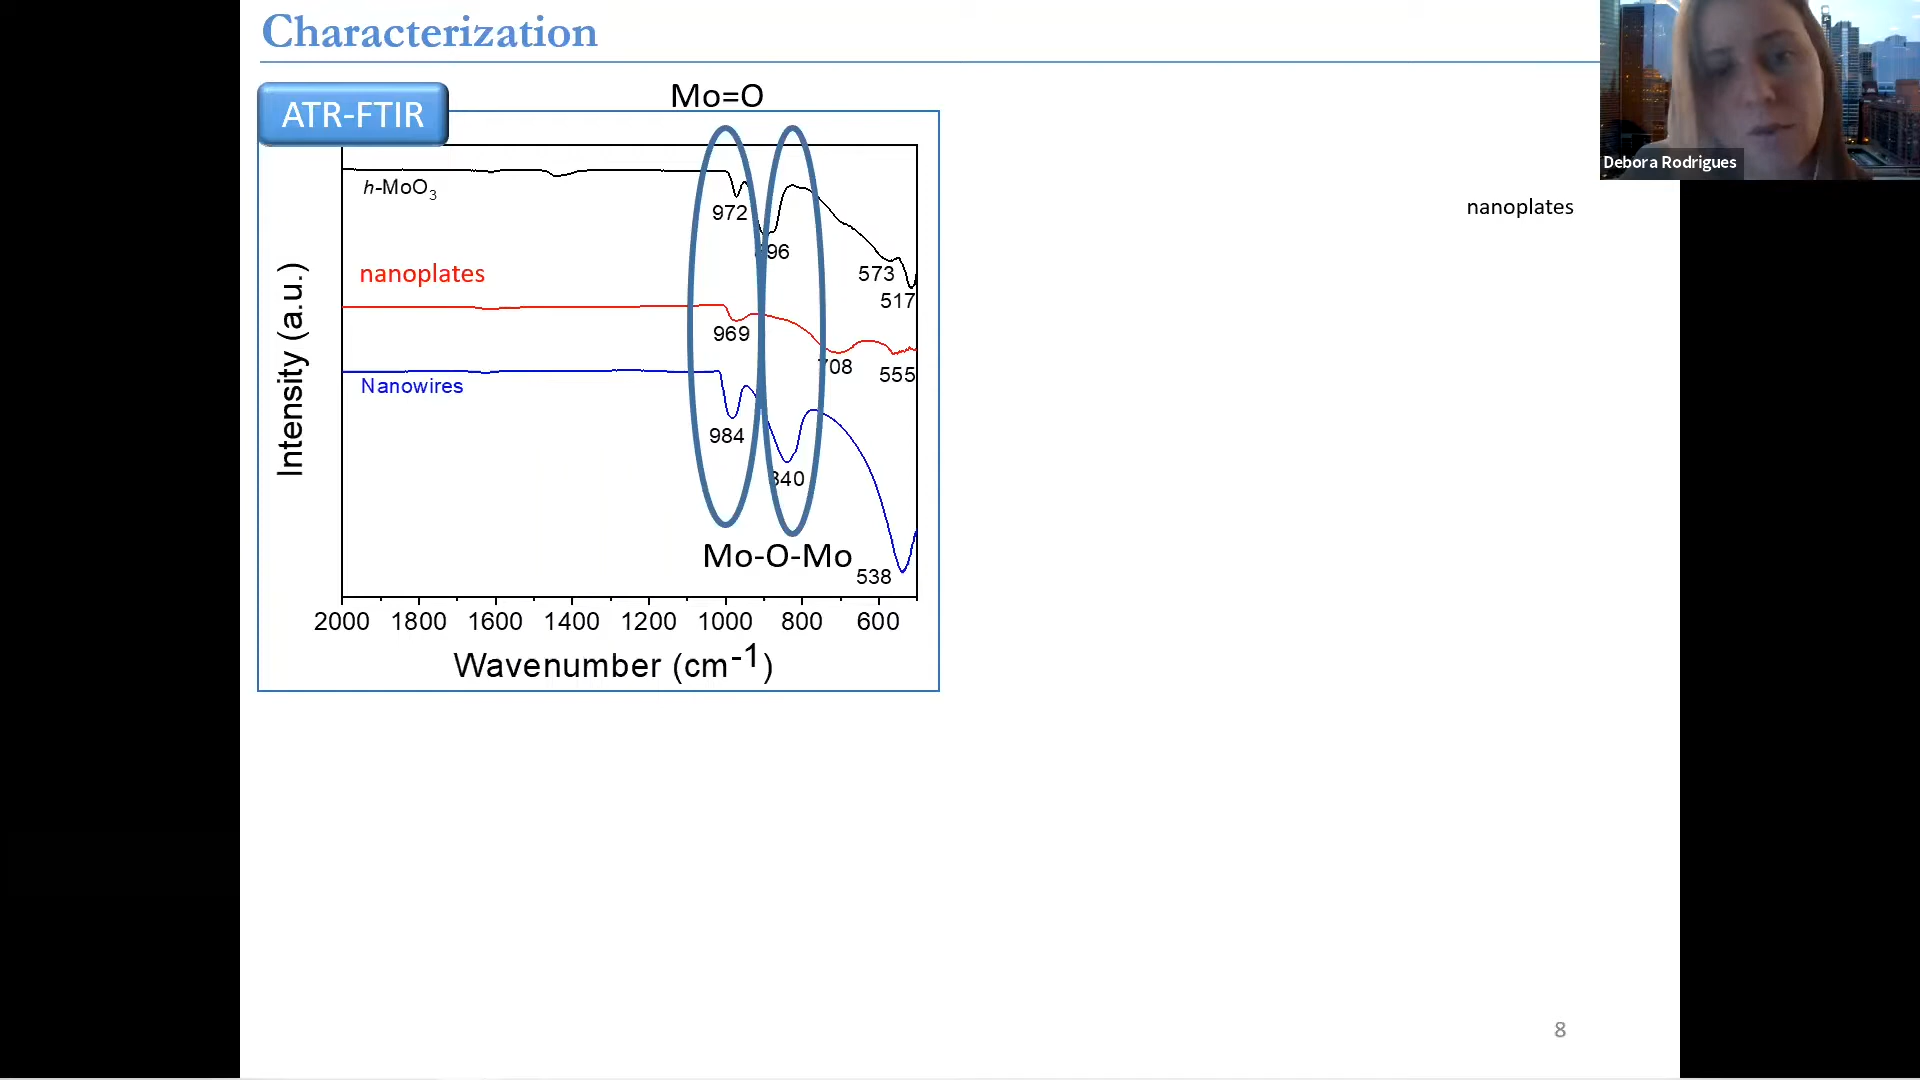 Characterization
ATR-FTIR
Mo=O
Debora Rodrigues
nanoplates
h-MoO3
972
96
573
517
nanoplates
969
708
555
Nanowires
984
840
538
Mo-O-Mo
Intensity (a.u.)
2000 1800 1600 1400 1200 1000 800 600
Wavenumber (cm-1)
8